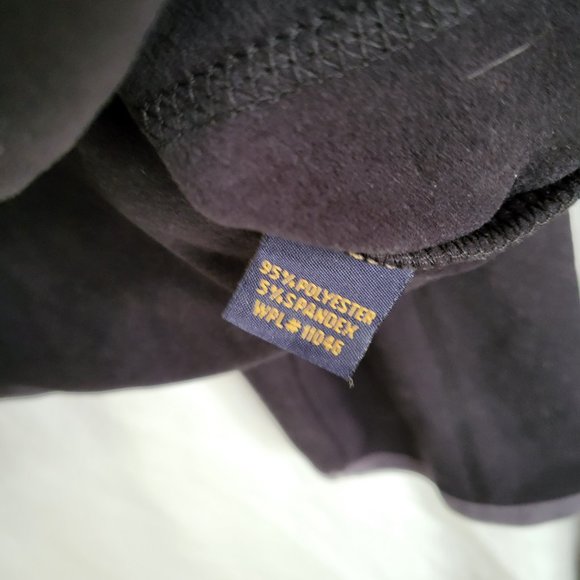 95% POLYESTER
5% SPANDEX
WPL # 11046